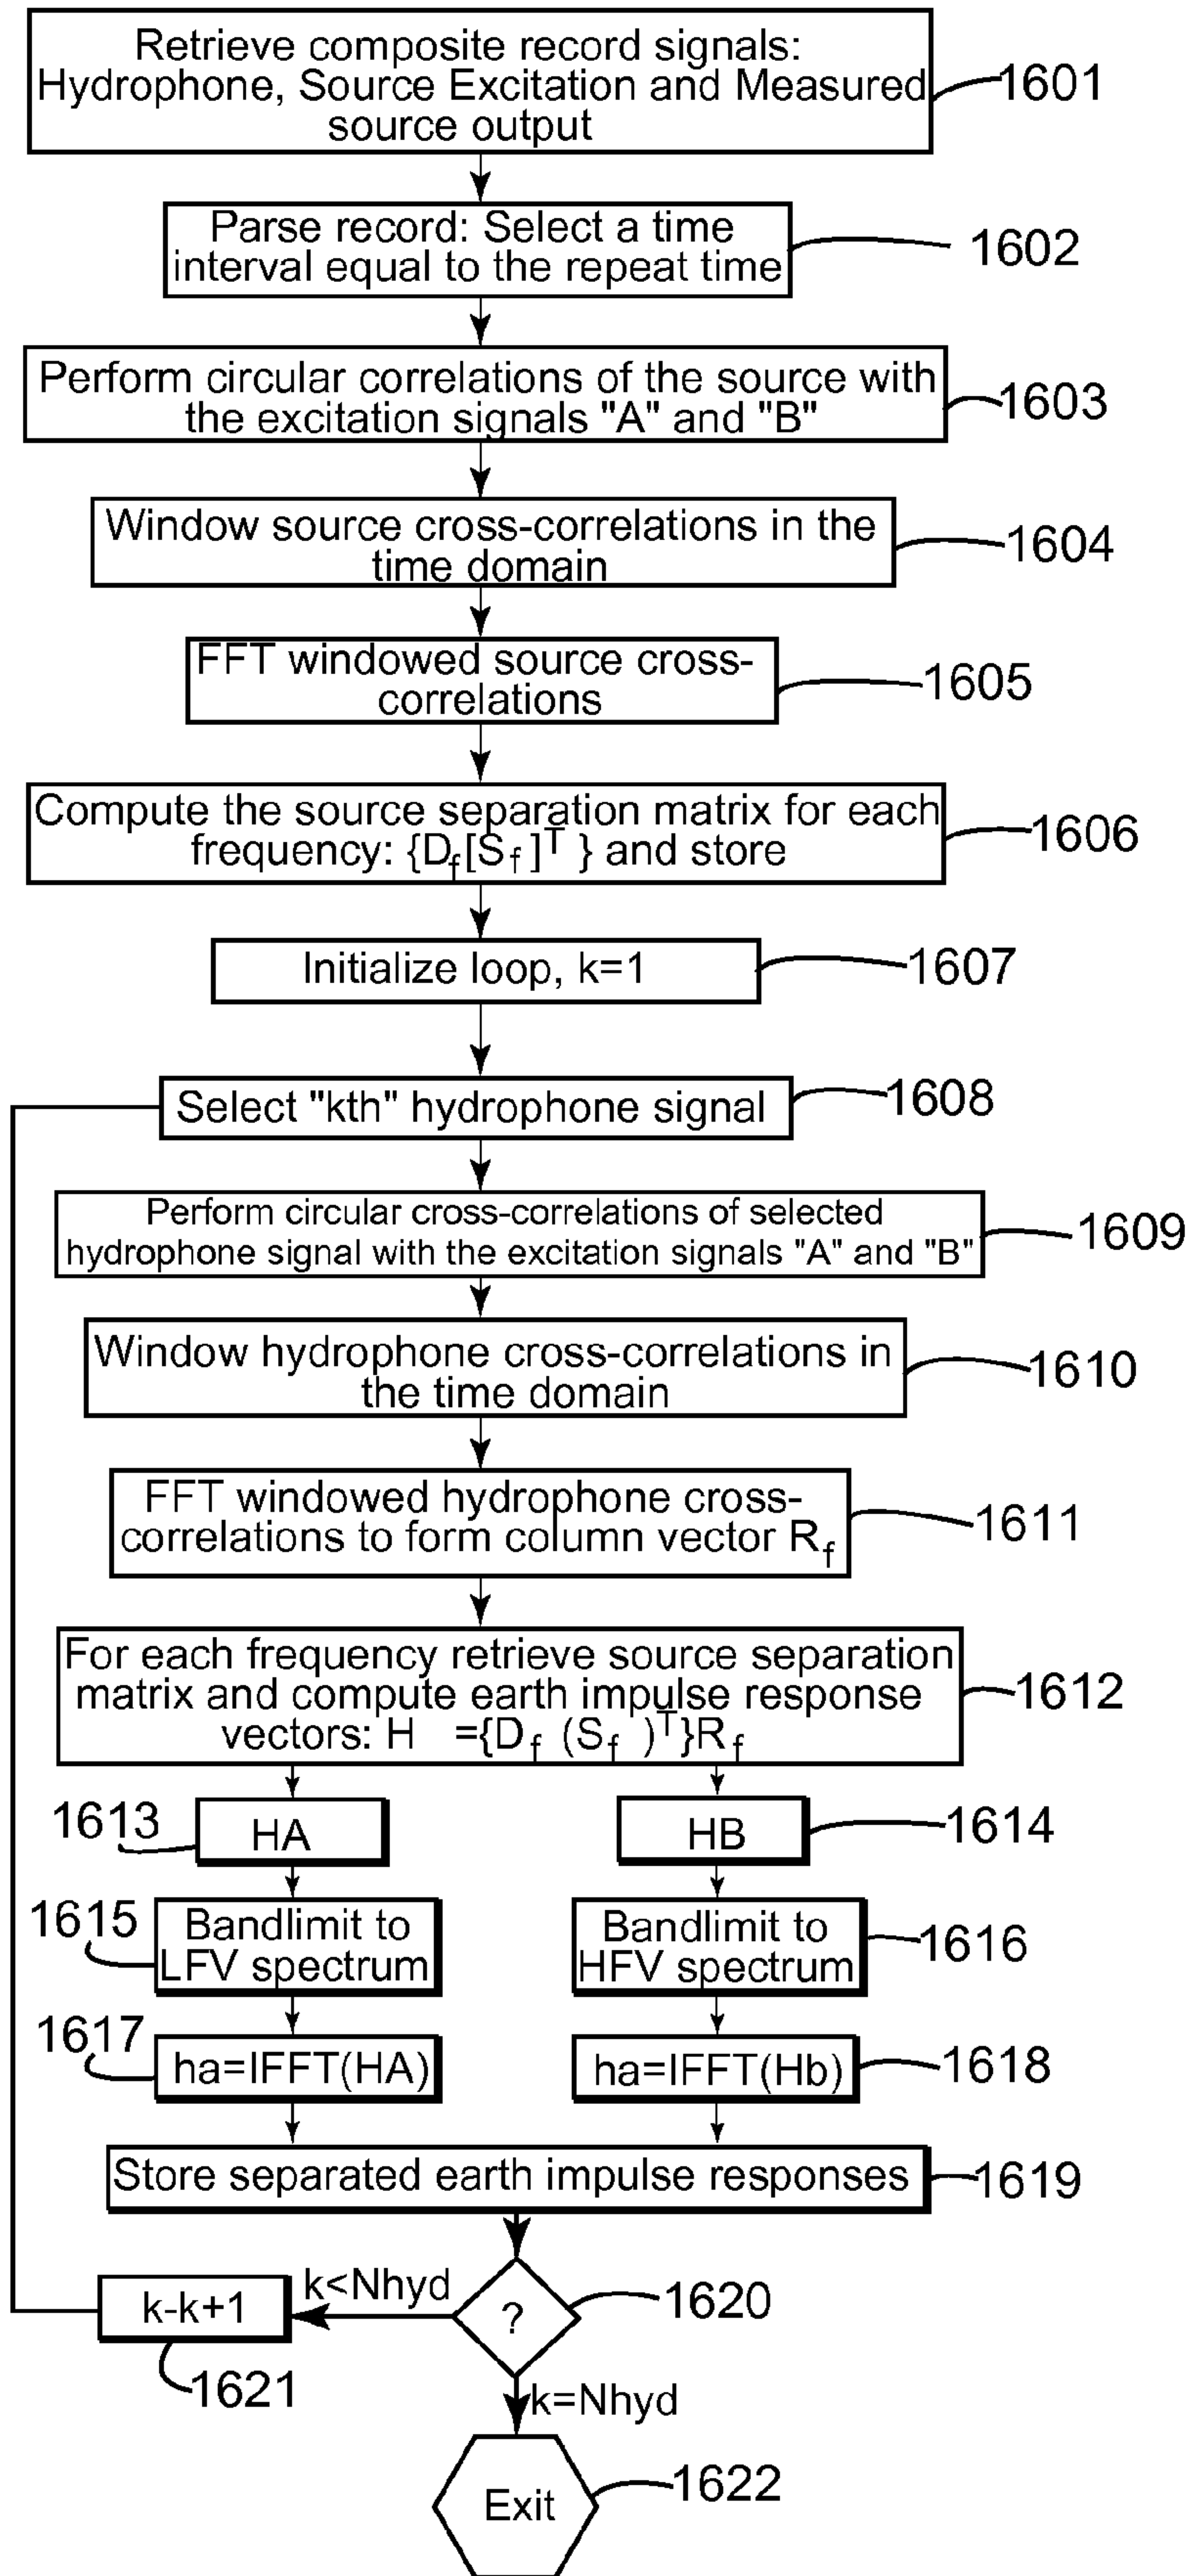 Retrieve composite record signals:
Hydrophone, Source Excitation and Measured
source output
1601
Parse record: Select a time
interval equal to the repeat time
1602
Perform circular correlations of the source with
the excitation signals "A" and "B"
1603
Window source cross-correlations in the
time domain
1604
FFT windowed source cross-
correlations
1605
Compute the source separation matrix for each
frequency: {D_f[S_f]^T } and store
1606
Initialize loop, k=1
1607
Select "kth" hydrophone signal
1608
Perform circular cross-correlations of selected
hydrophone signal with the excitation signals "A" and "B"
1609
Window hydrophone cross-correlations in
the time domain
1610
FFT windowed hydrophone cross-
correlations to form column vector R_f
1611
For each frequency retrieve source separation
matrix and compute earth impulse response
vectors: H ={D_f (S_f )^T}R_f
1612
1613
HA
HB
1614
1615
Bandlimit to
LFV spectrum
Bandlimit to
HFV spectrum
1616
1617
ha=IFFT(HA)
ha=IFFT(Hb)
1618
Store separated earth impulse responses
1619
k-k+1
k<Nhyd
?
1620
1621
k=Nhyd
Exit
1622